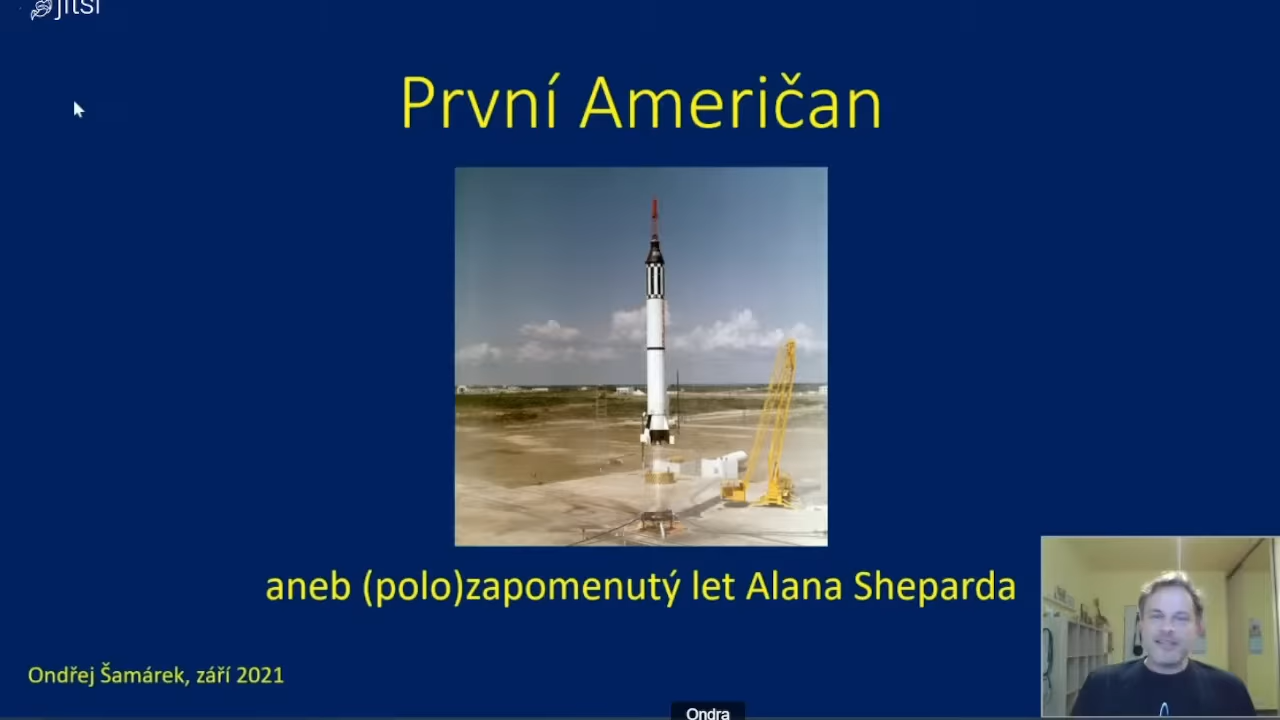 jitsi
První Američan
aneb (polo)zapomenutý let Alana Sheparda
Ondřej Šamárek, září 2021
Ondra